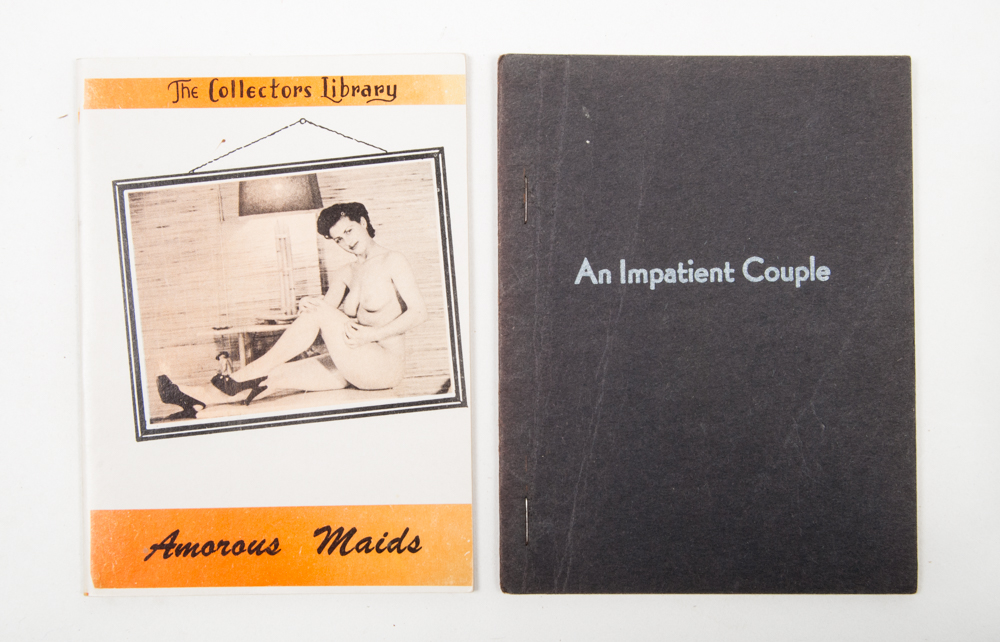 The Collectors Library
Amorous Maids
An Impatient Couple